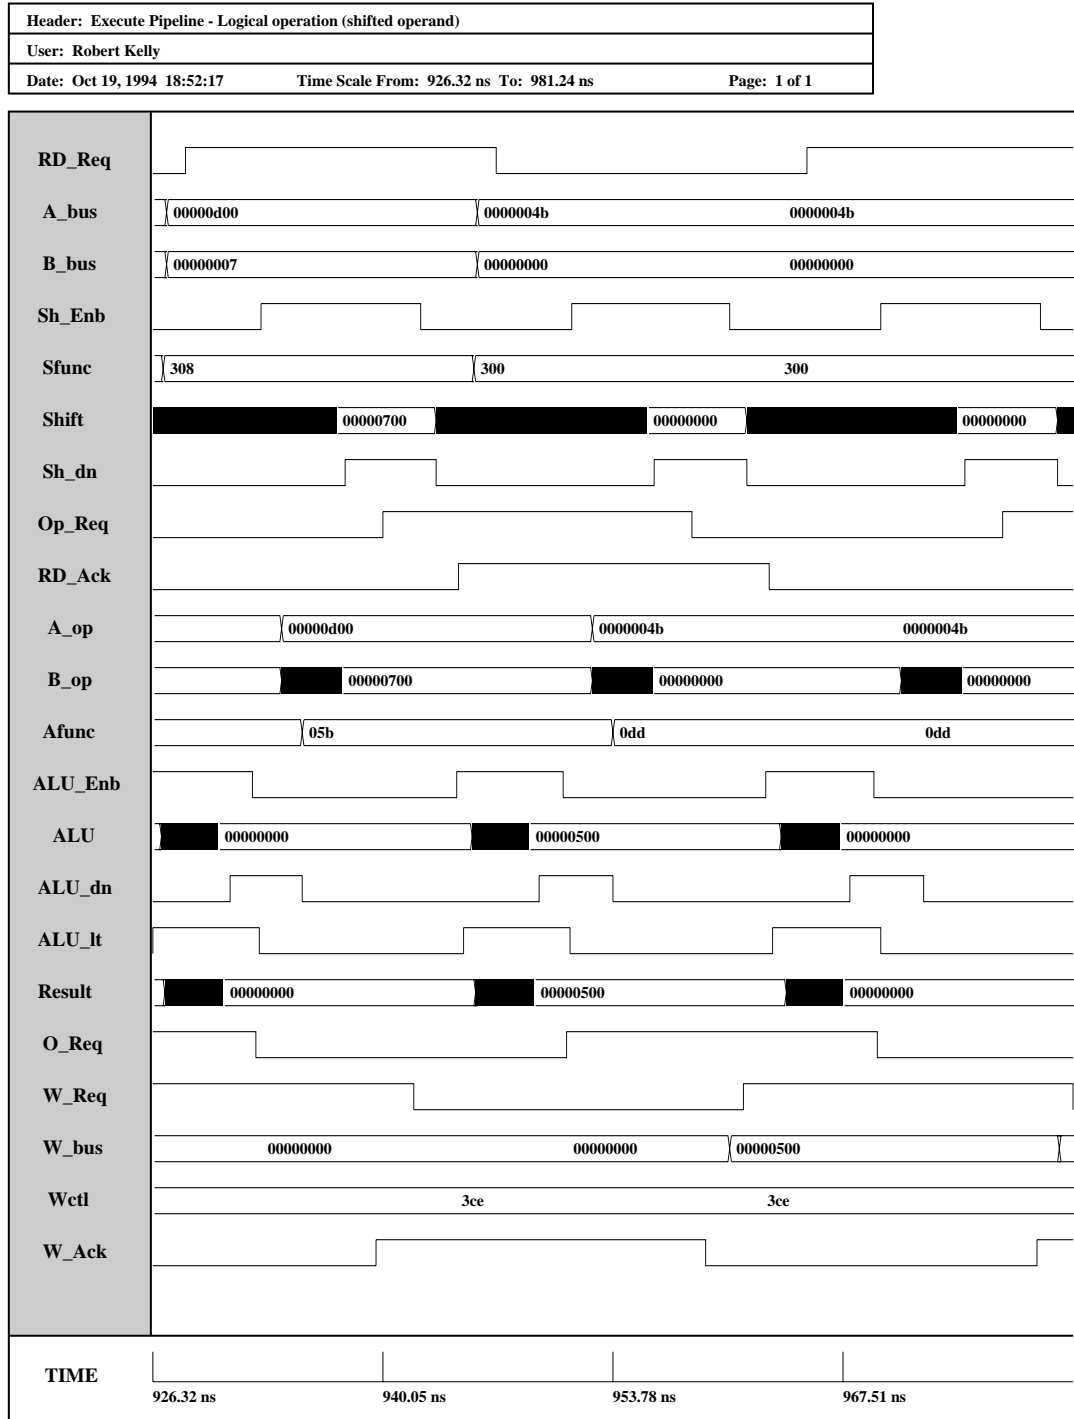 Header: Execute Pipeline - Logical operation (shifted operand)
User: Robert Kelly
Date: Oct 19, 1994 18:52:17 Time Scale From: 926.32 ns To: 981.24 ns Page: 1 of 1
RD_Req
A_bus 00000d00 0000004b 0000004b
B_bus 00000007 00000000 00000000
Sh_Enb
Sfunc 308 300 300
Shift 00000700 00000000 00000000
Sh_dn
Op_Req
RD_Ack
A_op 00000d00 0000004b 0000004b
B_op 00000700 00000000 00000000
Afunc 05b 0dd 0dd
ALU_Enb
ALU 00000000 00000500 00000000
ALU_dn
ALU_lt
Result 00000000 00000500 00000000
O_Req
W_Req
W_bus 00000000 00000000 00000500
Wctl 3ce 3ce
W_Ack
TIME
926.32 ns 940.05 ns 953.78 ns 967.51 ns